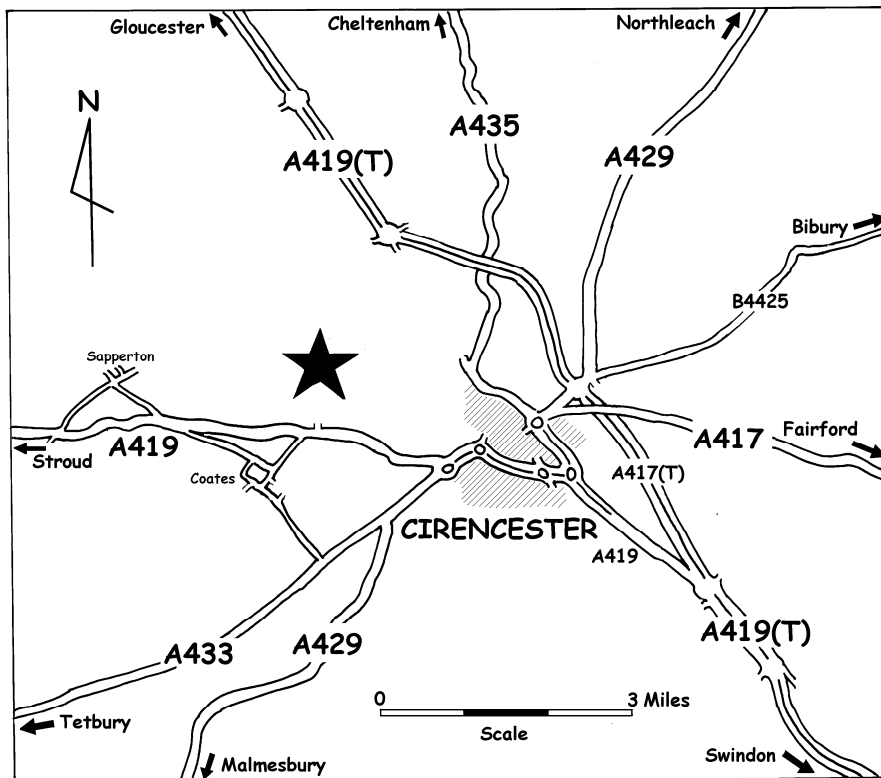 Gloucester
Cheltenham
Northleach
N
A435
A419(T)
A429
Bibury
B4425
Sapperton
A419
Stroud
Coates
A417
Fairford
A417(T)
CIRENCESTER
A419
A433
A429
A419(T)
0
3 Miles
Scale
Tetbury
Malmesbury
Swindon